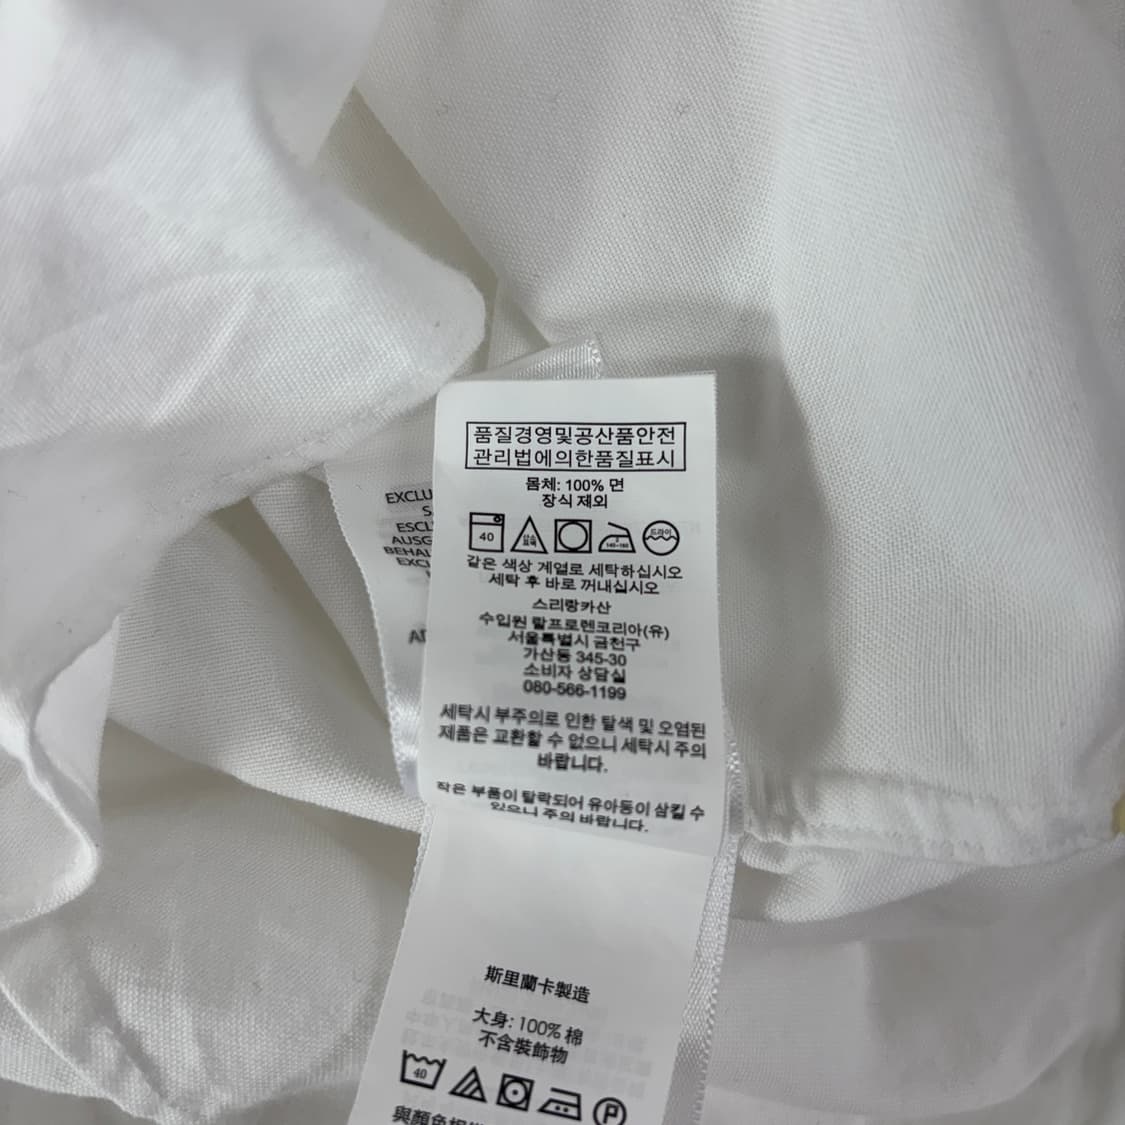 품질경영및공산품안전
관리법에의한품질표시
몸체: 100% 면
장식 제외
40
드라이
같은 색상 계열로 세탁하십시오
세탁 후 바로 꺼내십시오
스리랑카산
수입원 랄프로렌코리아(유)
서울특별시 금천구
가산동 345-30
소비자 상담실
080-566-1199
세탁시 부주의로 인한 탈색 및 오염된
제품은 교환할 수 없으니 세탁시 주의
바랍니다.
작은 부품이 탈락되어 유아동이 삼킬 수
있으니 주의 바랍니다.
EXCLU
ESCL
AUSG
BEHAL
EXCL
斯里蘭卡製造
大身: 100% 棉
不含裝飾物
40
P
與顏色相